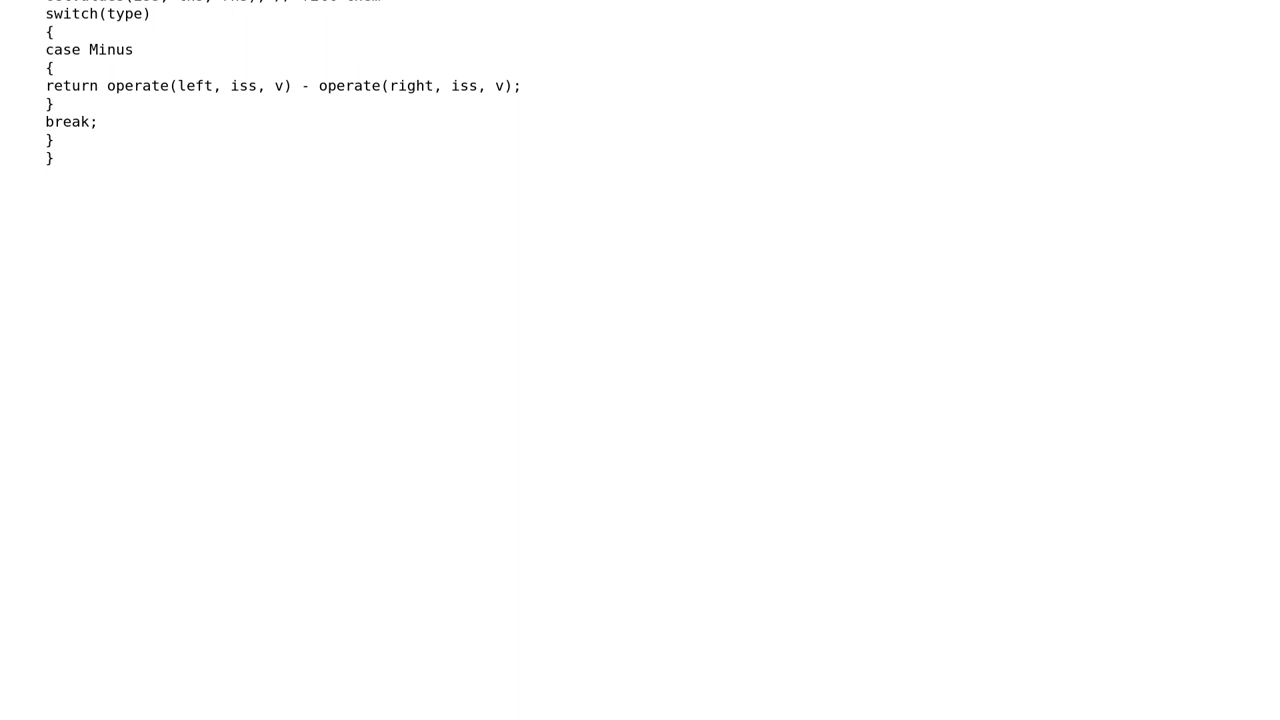 switch(type)
{
case Minus
{
return operate(left, iss, v) - operate(right, iss, v);
}
break;
}
}